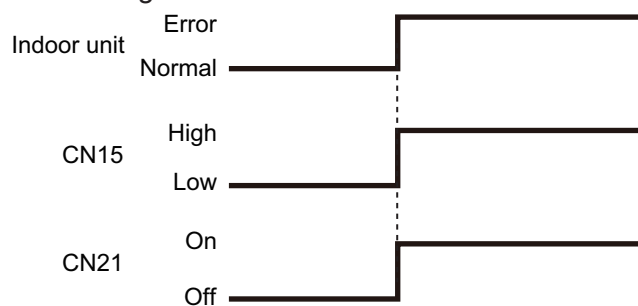 Error
Indoor unit
Normal
High
CN15
Low
On
CN21
Off